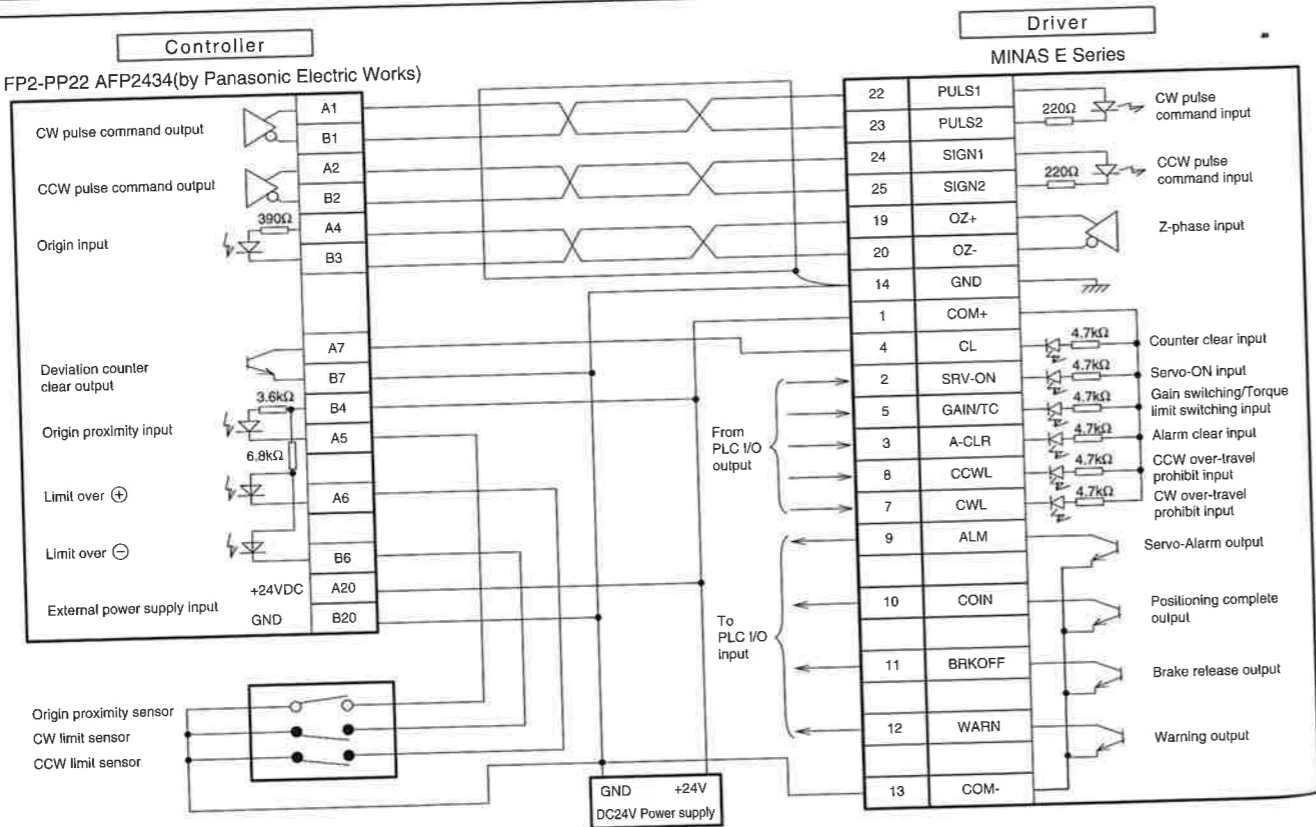 Controller
FP2-PP22 AFP2434(by Panasonic Electric Works)
CW pulse command output
A1
B1
CCW pulse command output
A2
B2
Origin input
390Ω
A4
B3
Deviation counter
clear output
A7
B7
3.6kΩ
B4
Origin proximity input
A5
6.8kΩ
Limit over ⊕
A6
Limit over ⊖
B6
+24VDC
A20
External power supply input
GND
B20
Origin proximity sensor
CW limit sensor
CCW limit sensor
GND +24V
DC24V Power supply
From
PLC I/O
output
To
PLC I/O
input
Driver
MINAS E Series
22 PULS1
23 PULS2
220Ω
CW pulse
command input
24 SIGN1
25 SIGN2
220Ω
CCW pulse
command input
19 OZ+
20 OZ-
Z-phase input
14 GND
1 COM+
4 CL
4.7kΩ
Counter clear input
2 SRV-ON
4.7kΩ
Servo-ON input
5 GAIN/TC
4.7kΩ
Gain switching/Torque
limit switching input
3 A-CLR
4.7kΩ
Alarm clear input
8 CCWL
4.7kΩ
CCW over-travel
prohibit input
7 CWL
4.7kΩ
CW over-travel
prohibit input
9 ALM
Servo-Alarm output
10 COIN
Positioning complete
output
11 BRKOFF
Brake release output
12 WARN
Warning output
13 COM-